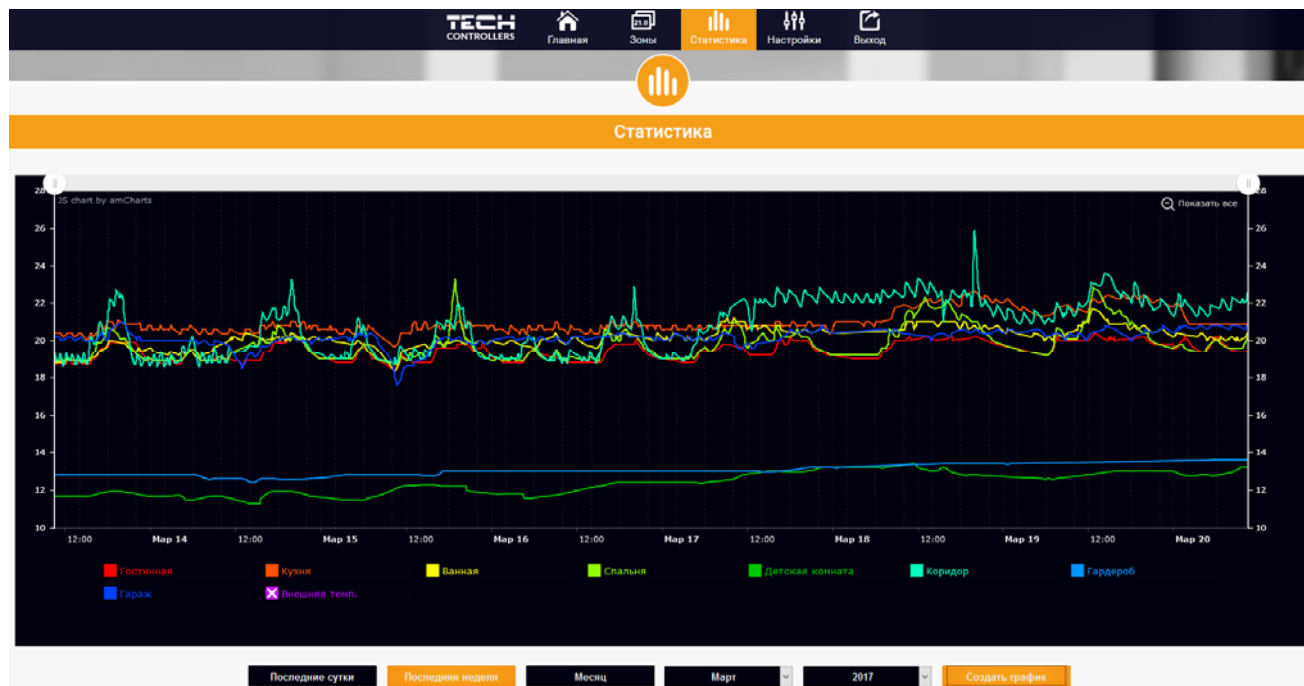 TECH
CONTROLLERS
Главная
21.0
Зоны
Статистика
Настройки
Выход
Статистика
28 28
JS chart by amCharts
Показать все
26 26
24 24
22 22
20 20
18 18
16 16
14 14
12 12
10 10
12:00 Мар 14 12:00 Мар 15 12:00 Мар 16 12:00 Мар 17 12:00 Мар 18 12:00 Мар 19 12:00 Мар 20
Гостинная Кухня Ванная Спальня Детская комната Коридор Гардероб
Гараж Внешняя темп.
Последние сутки Последняя неделя Месяц Март 2017 Создать график